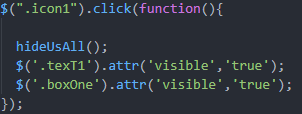 $(".icon1").click(function(){
hideUsAll();
$('.texT1').attr('visible','true');
$('.boxOne').attr('visible','true');
});